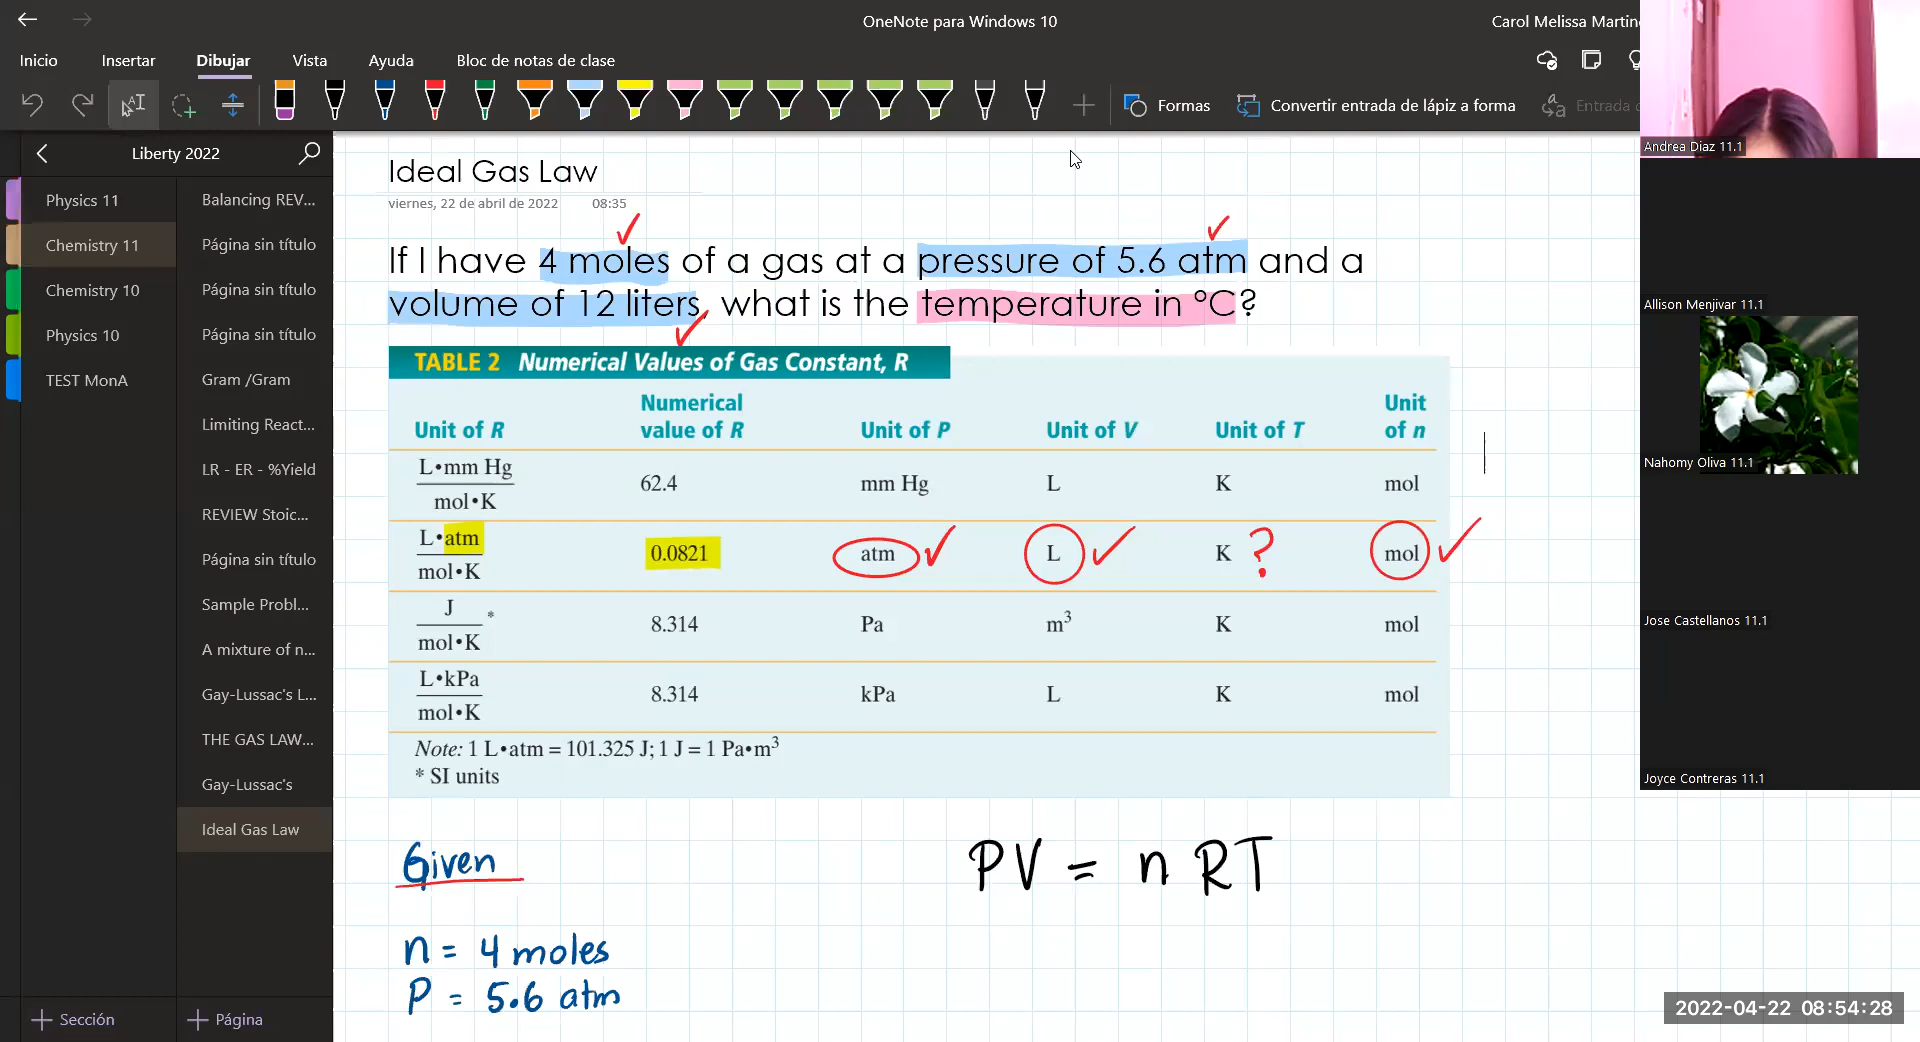 OneNote para Windows 10
Carol Melissa Martin
Inicio
Insertar
Dibujar
Vista
Ayuda
Bloc de notas de clase
Formas
Convertir entrada de lápiz a forma
Entrada
Liberty 2022
Physics 11
Chemistry 11
Chemistry 10
Physics 10
TEST MonA
Balancing REV...
Página sin título
Página sin título
Página sin título
Gram /Gram
Limiting React...
LR - ER - %Yield
REVIEW Stoic...
Página sin título
Sample Probl...
A mixture of n...
Gay-Lussac's L...
THE GAS LAW...
Gay-Lussac's
Ideal Gas Law
Sección
Página
Ideal Gas Law
viernes, 22 de abril de 2022 08:35
If I have 4 moles of a gas at a pressure of 5.6 atm and a
volume of 12 liters, what is the temperature in °C?
TABLE 2 Numerical Values of Gas Constant, R
Unit of R Numerical value of R Unit of P Unit of V Unit of T Unit of n
L•mm Hg
mol•K
62.4 mm Hg L K mol
L•atm
mol•K
0.0821 atm L K ? mol
J
mol•K
*
8.314 Pa m³ K mol
L•kPa
mol•K
8.314 kPa L K mol
Note: 1 L•atm = 101.325 J; 1 J = 1 Pa•m³
* SI units
Given
PV = nRT
n = 4 moles
P = 5.6 atm
Andrea Diaz 11.1
Allison Menjivar 11.1
Nahomy Oliva 11.1
Jose Castellanos 11.1
Joyce Contreras 11.1
2022-04-22 08:54:28